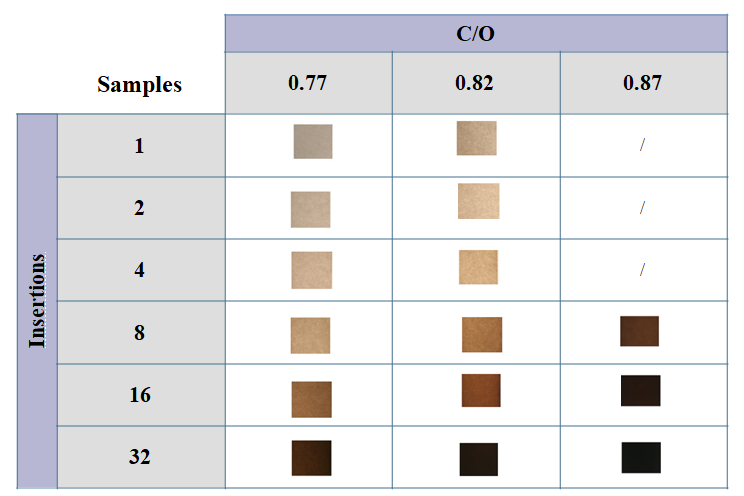 C/O
Samples 0.77 0.82 0.87
Insertions
1 /
2 /
4 /
8
16
32